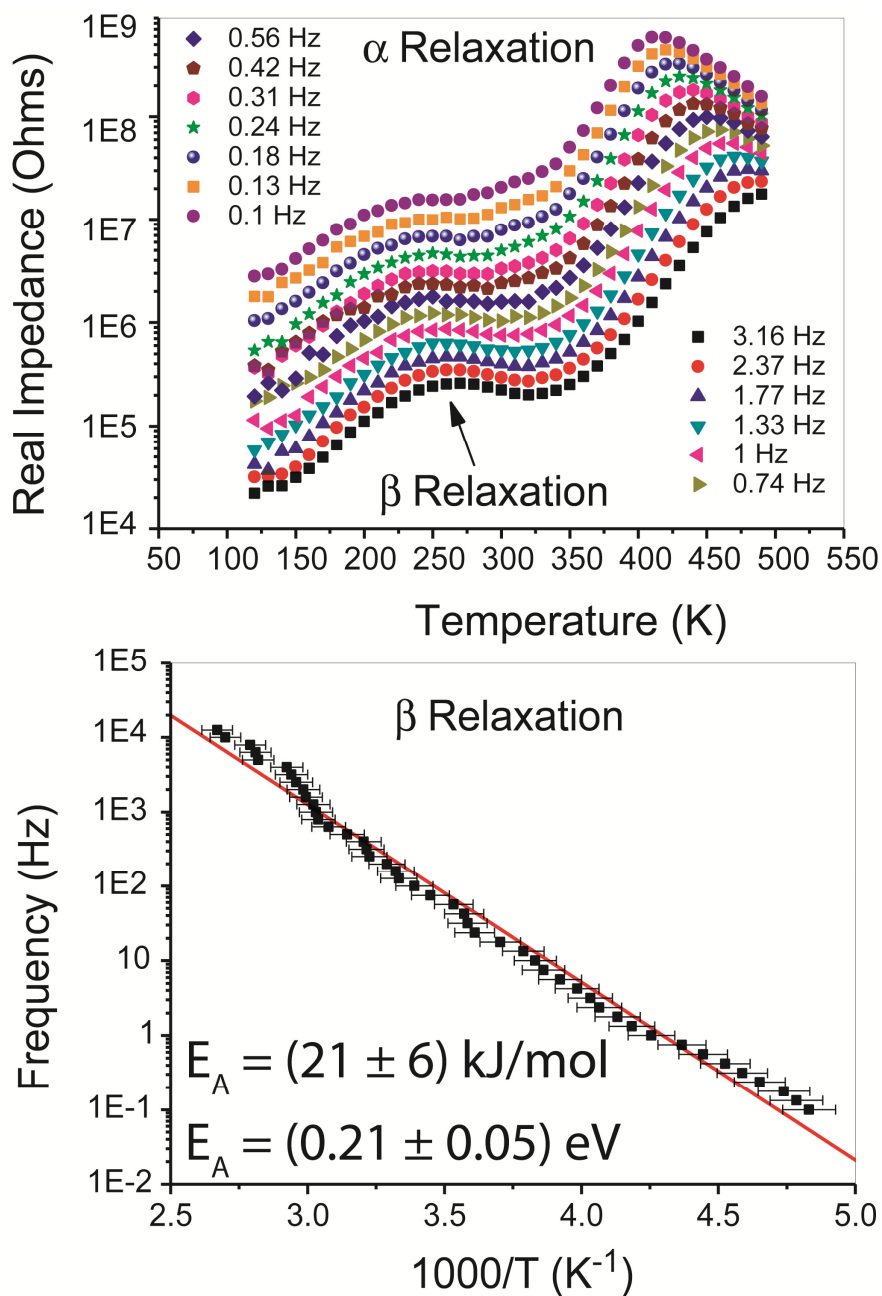 1E9
1E8
1E7
1E6
1E5
1E4
Real Impedance (Ohms)
α Relaxation
0.56 Hz
0.42 Hz
0.31 Hz
0.24 Hz
0.18 Hz
0.13 Hz
0.1 Hz
3.16 Hz
2.37 Hz
1.77 Hz
1.33 Hz
1 Hz
0.74 Hz
β Relaxation
50 100 150 200 250 300 350 400 450 500 550
Temperature (K)
1E5
1E4
1E3
1E2
10
1
1E-1
1E-2
Frequency (Hz)
β Relaxation
E_A = (21 ± 6) kJ/mol
E_A = (0.21 ± 0.05) eV
2.5 3.0 3.5 4.0 4.5 5.0
1000/T (K⁻¹)